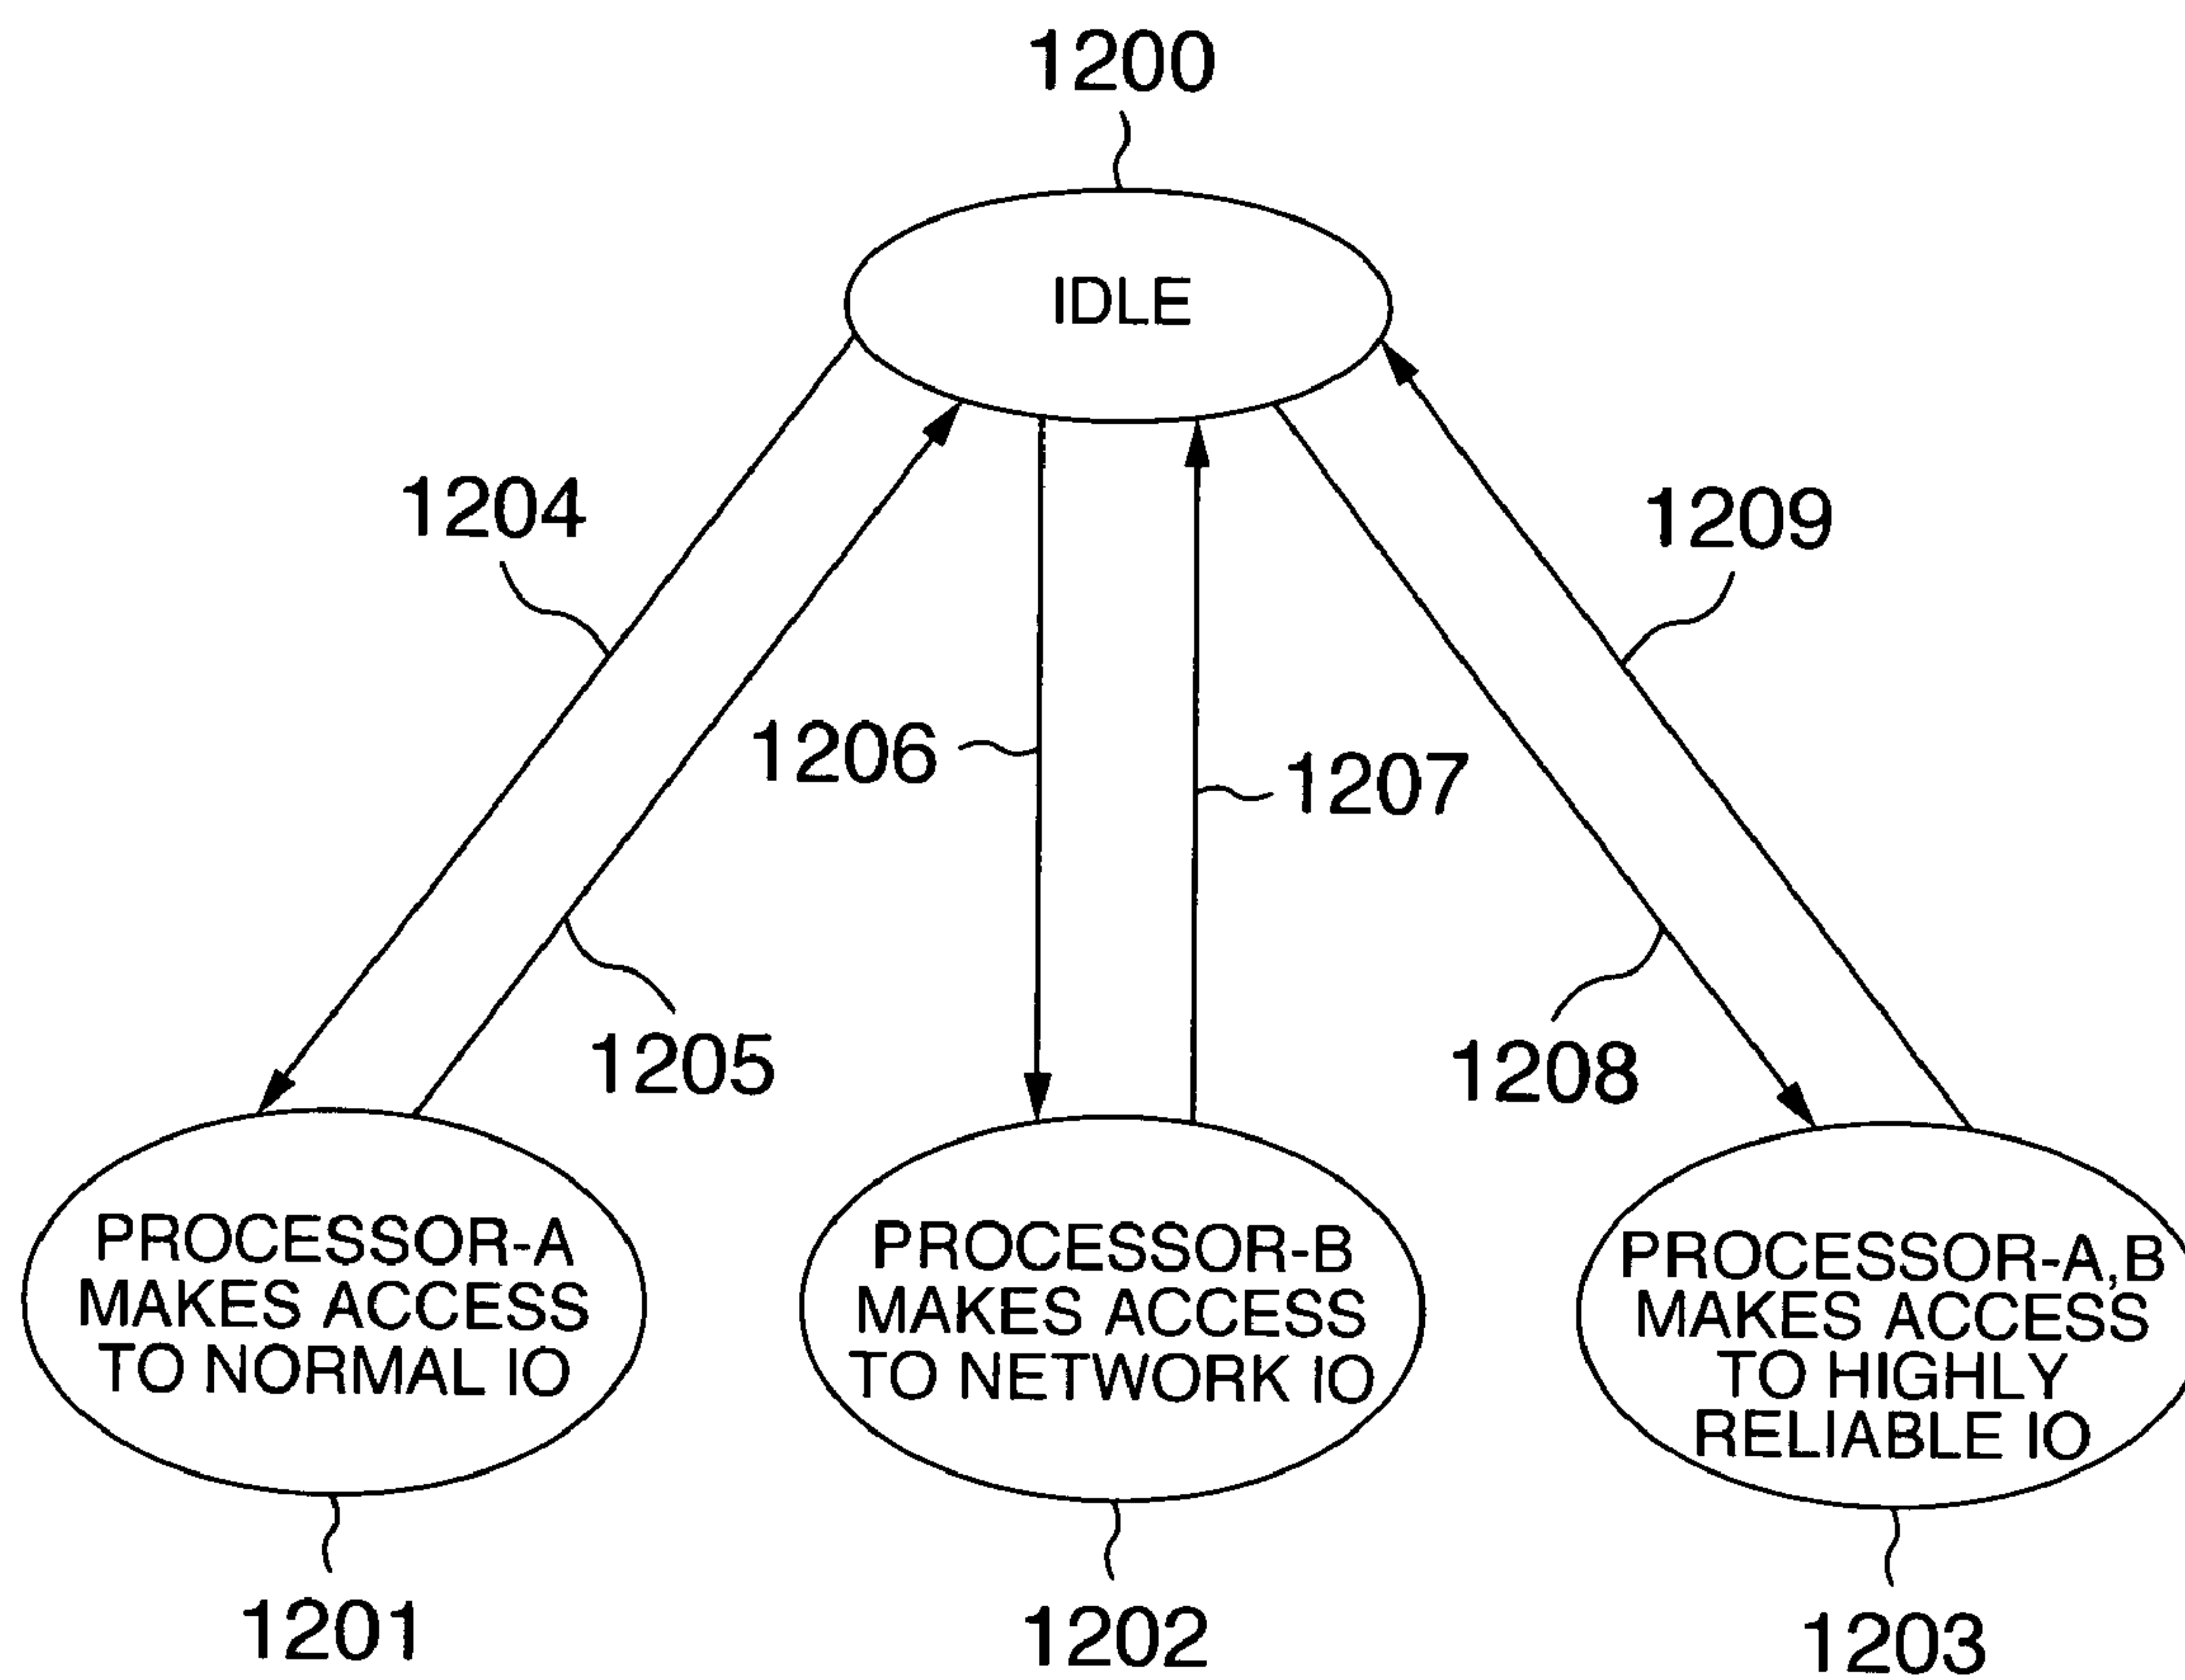 1200
IDLE
1204
1209
1206
1207
1205
1208
PROCESSOR-A
MAKES ACCESS
TO NORMAL IO
PROCESSOR-B
MAKES ACCESS
TO NETWORK IO
PROCESSOR-A,B
MAKES ACCESS
TO HIGHLY
RELIABLE IO
1201
1202
1203